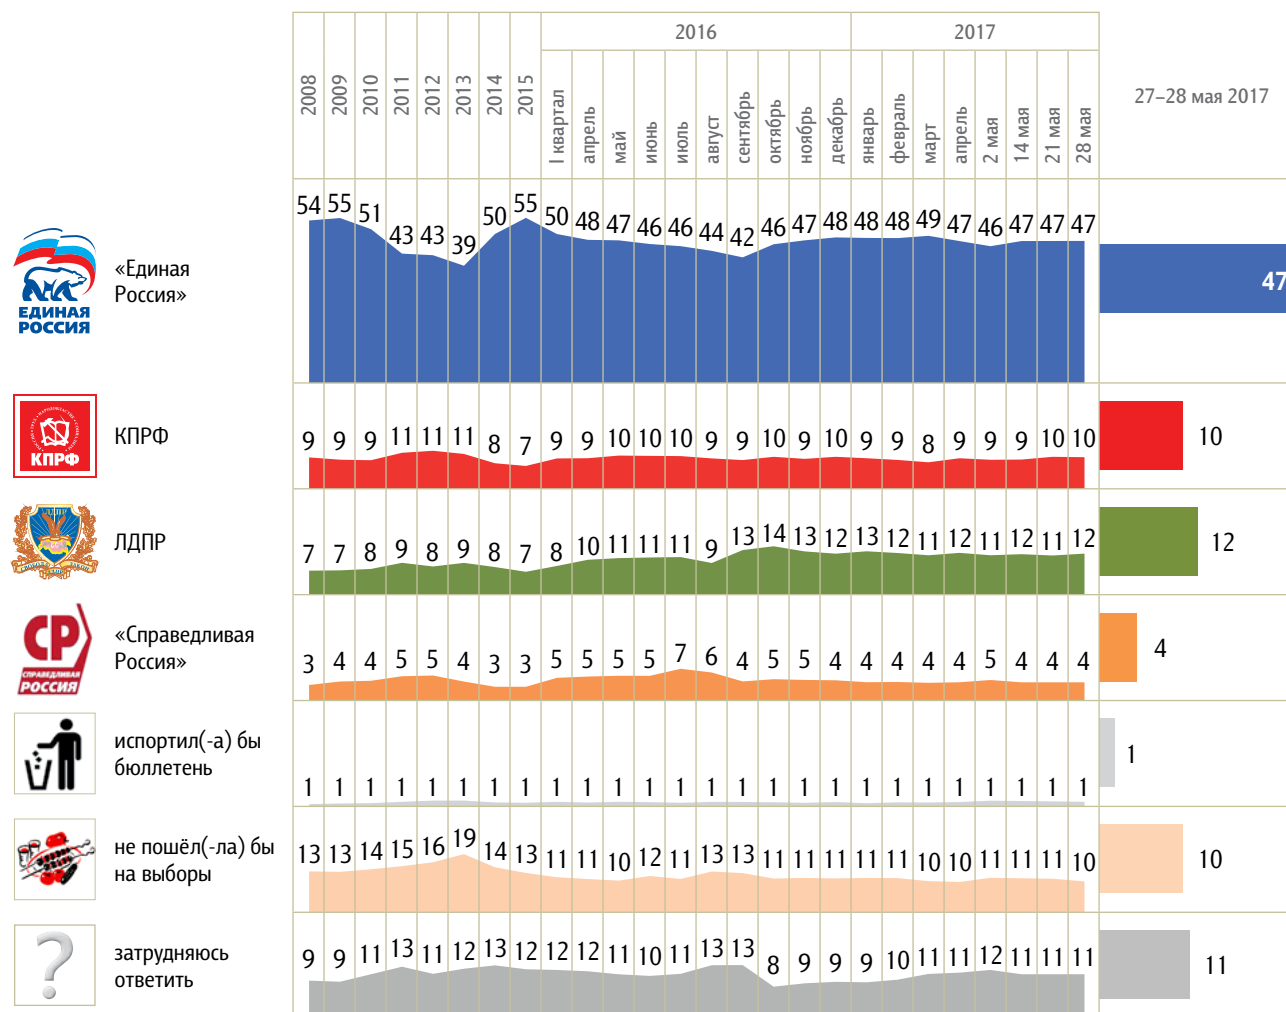 2016
2017
2008
2009
2010
2011
2012
2013
2014
2015
I квартал
апрель
май
июнь
июль
август
сентябрь
октябрь
ноябрь
декабрь
январь
февраль
март
апрель
2 мая
14 мая
21 мая
28 мая
27–28 мая 2017
ЕДИНАЯ
РОССИЯ
«Единая
Россия»
54 55 51 43 43 39 50 55 50 48 47 46 46 44 42 46 47 48 48 48 49 47 46 47 47 47
47
КПРФ
КПРФ
9 9 9 11 11 11 8 7 9 9 10 10 10 9 9 10 9 10 9 9 8 9 9 9 10 10
10
ЛДПР
ЛДПР
7 7 8 9 8 9 8 7 8 10 11 11 11 9 13 14 13 12 13 12 11 12 11 12 11 12
12
СР
СПРАВЕДЛИВАЯ
РОССИЯ
«Справедливая
Россия»
3 4 4 5 5 4 3 3 5 5 5 5 7 6 4 5 5 4 4 4 4 4 5 4 4 4
4
испортил(-а) бы
бюллетень
1 1 1 1 1 1 1 1 1 1 1 1 1 1 1 1 1 1 1 1 1 1 1 1 1 1
1
не пошёл(-ла) бы
на выборы
13 13 14 15 16 19 14 13 11 11 10 12 11 13 13 11 11 11 11 11 10 10 11 11 11 10
10
?
затрудняюсь
ответить
9 9 11 13 11 12 13 12 12 12 11 10 11 13 13 8 9 9 9 10 11 11 12 11 11 11
11